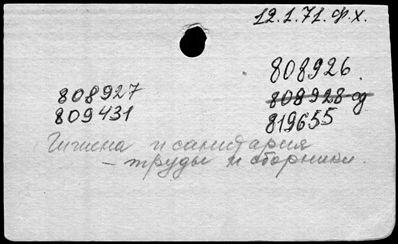 12.1.71. ф.х.
808926
808927
808928 д
809431
819655
Гигиена и санитария
– труды и сборники.